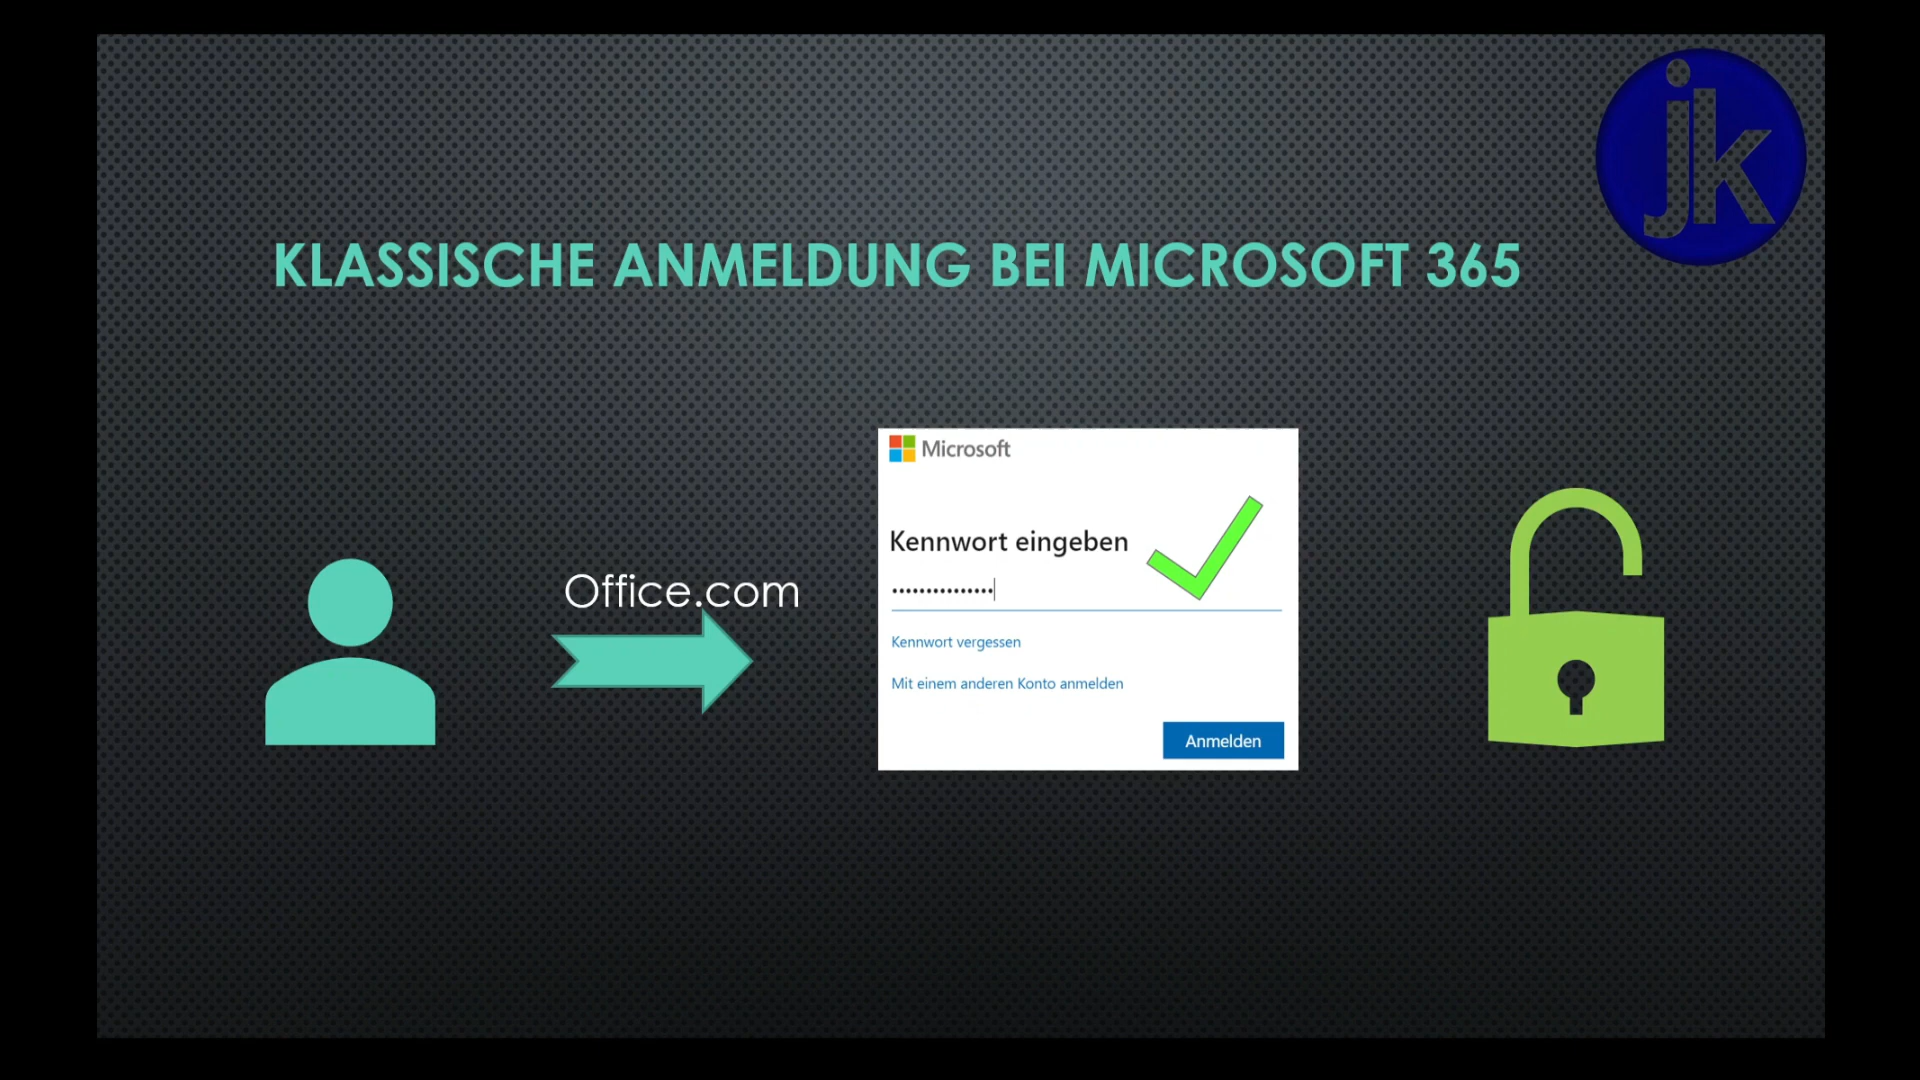 jk
KLASSISCHE ANMELDUNG BEI MICROSOFT 365
Office.com
Microsoft
Kennwort eingeben
Kennwort vergessen
Mit einem anderen Konto anmelden
Anmelden